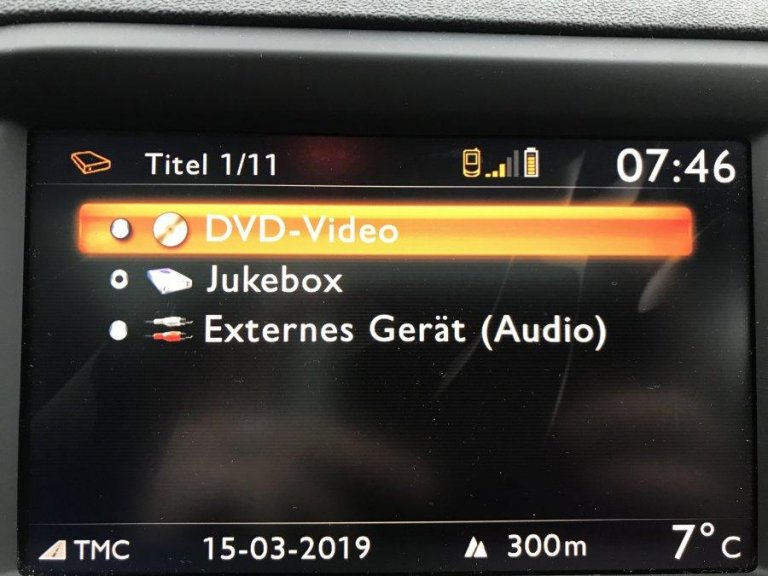 Titel 1/11 07:46
DVD-Video
Jukebox
Externes Gerät (Audio)
TMC 15-03-2019 300m 7°C